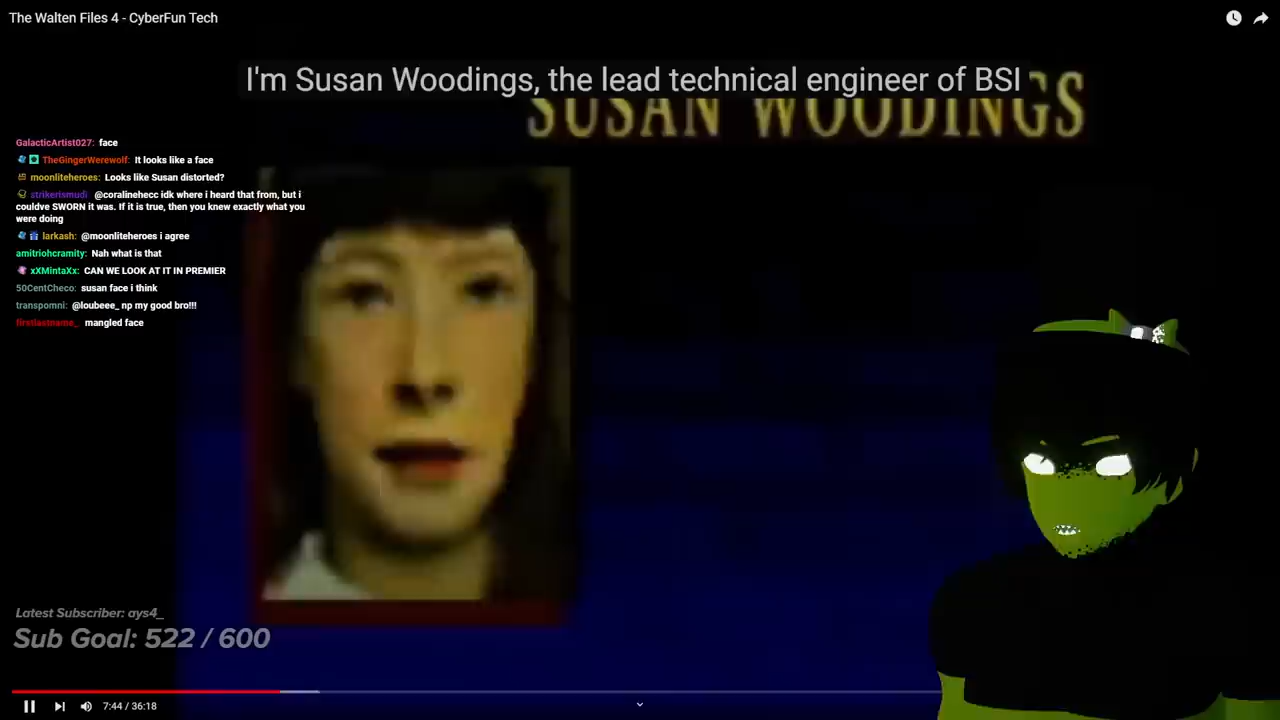 The Walten Files 4 - CyberFun Tech
I'm Susan Woodings, the lead technical engineer of BSI
SUSAN WOODINGS
GalacticArtist027: face
TheGingerWerewolf: It looks like a face
moonliteheroes: Looks like Susan distorted?
strikerismudi: @coralinehecc idk where i heard that from, but i
couldve SWORN it was. If it is true, then you knew exactly what you
were doing
larkash: @moonliteheroes i agree
amitriohcramity: Nah what is that
xXMintaXx: CAN WE LOOK AT IT IN PREMIER
50CentCheco: susan face i think
transpomni: @loubeee_ np my good bro!!!
firstlastname_: mangled face
Latest Subscriber: ays4_
Sub Goal: 522 / 600
7:44 / 36:18